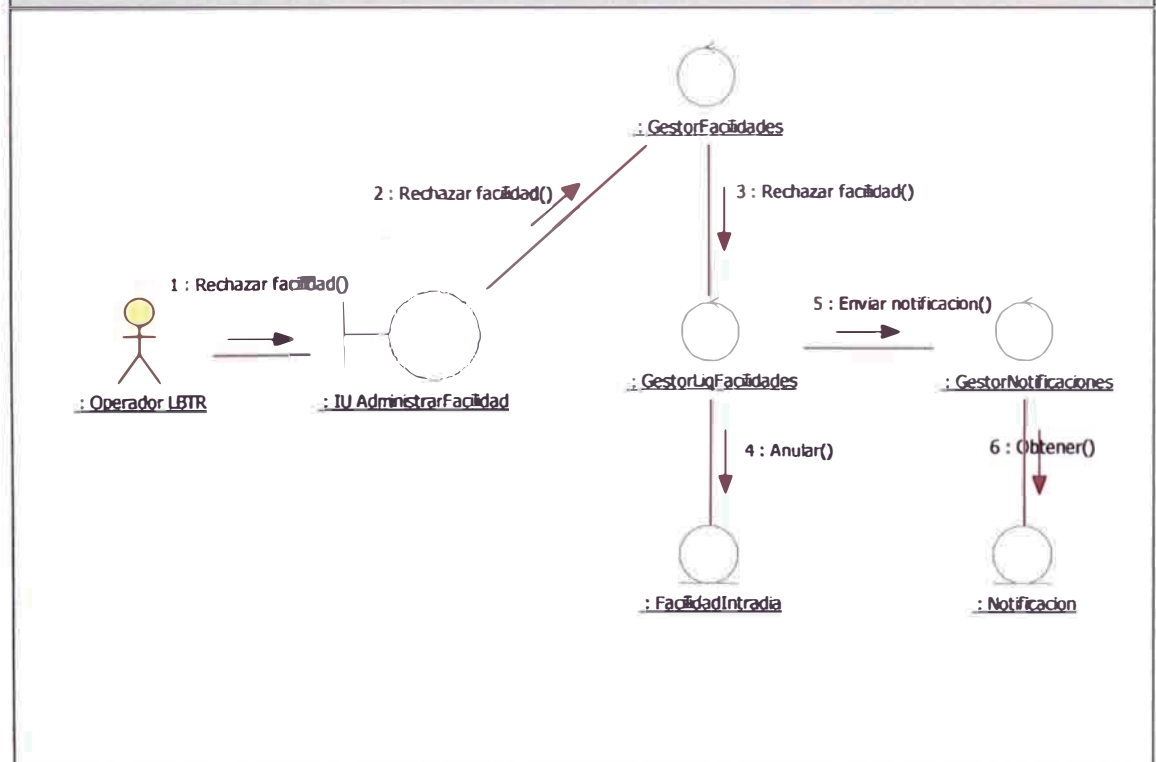 : GestorFacilidades
2 : Rechazar facilidad()
3 : Rechazar facilidad()
1 : Rechazar facilidad()
5 : Enviar notificacion()
: Operador LBTR
: IU AdministrarFacilidad
: GestorLiqFacilidades
: GestorNotificaciones
4 : Anular()
6 : Obtener()
: FacilidadIntradia
: Notificacion